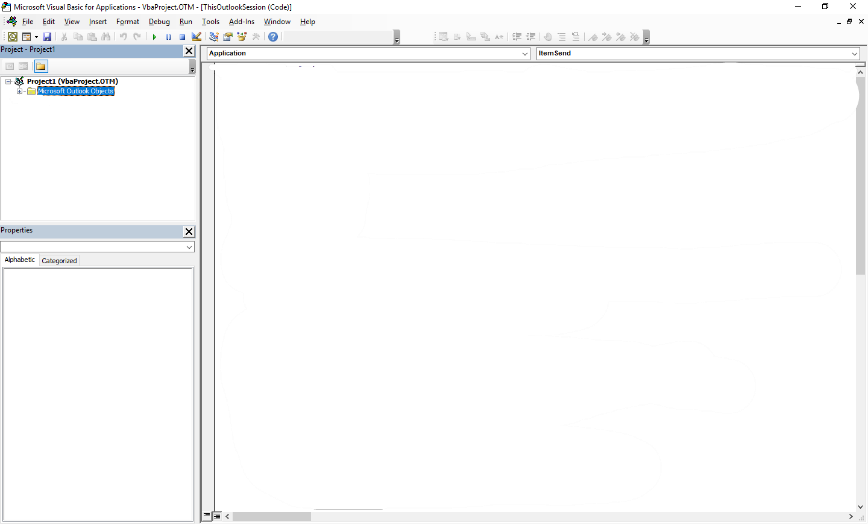 Microsoft Visual Basic for Applications - VbaProject.OTM - [ThisOutlookSession (Code)]
File Edit View Insert Format Debug Run Tools Add-Ins Window Help
Project - Project1
Application
ItemSend
Project1 (VbaProject.OTM)
Microsoft Outlook Objects
Properties
Alphabetic Categorized